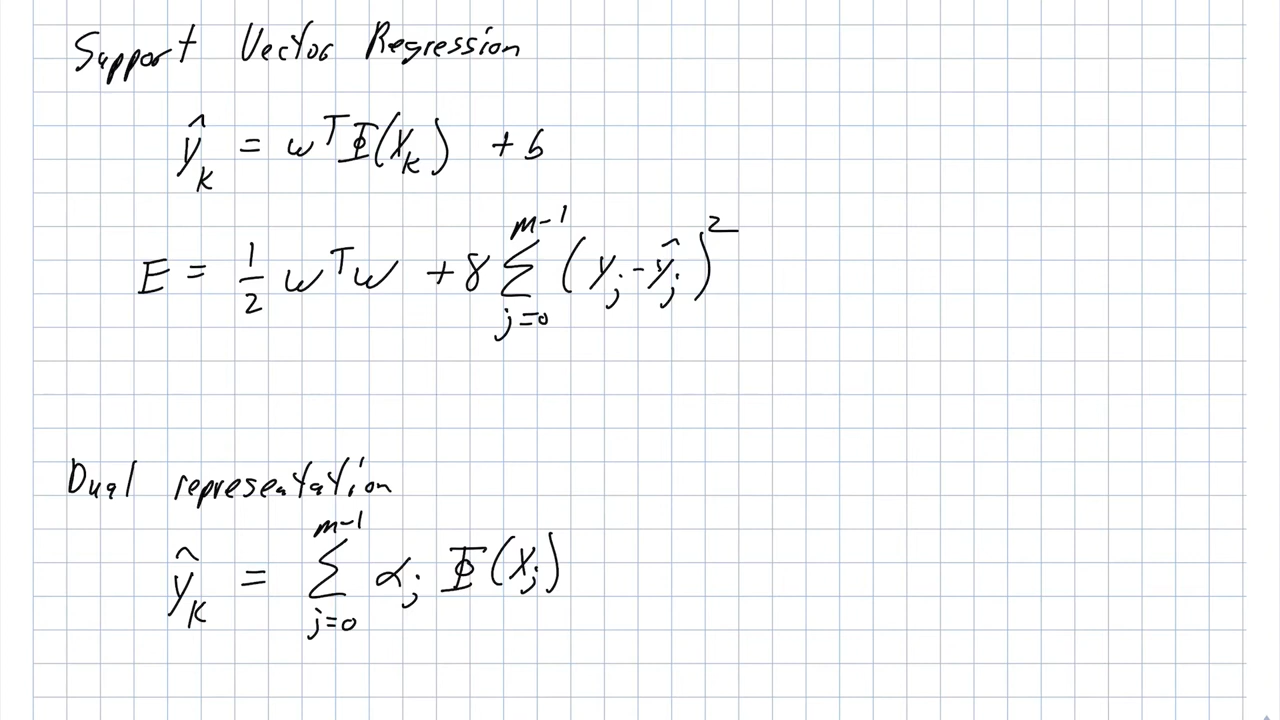 Support Vector Regression
ŷ_k = w^T Φ(x_k) + b
E = 1/2 w^T w + γ Σ_{j=0}^{m-1} (y_j - ŷ_j)^2
Dual representation
ŷ_k = Σ_{j=0}^{m-1} α_j Φ(x_j)